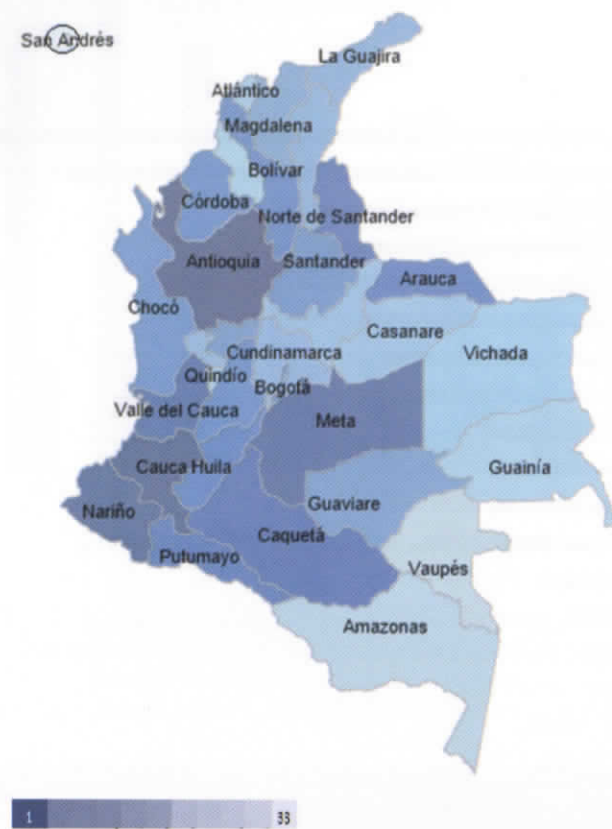 San Andrés
La Guajira
Atlántico
Magdalena
Bolívar
Córdoba
Norte de Santander
Antioquia
Santander
Arauca
Chocó
Casanare
Cundinamarca
Vichada
Quindío
Bogotá
Valle del Cauca
Meta
Cauca
Huila
Guainía
Nariño
Guaviare
Caquetá
Putumayo
Vaupés
Amazonas
1
33